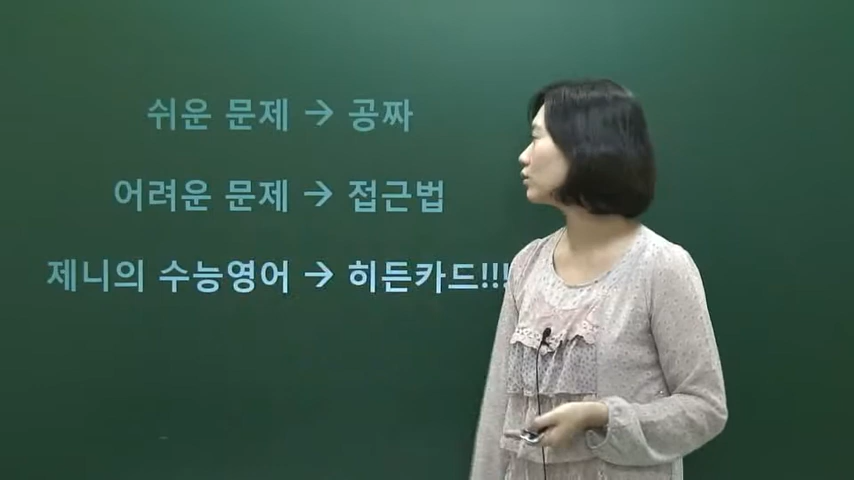 쉬운 문제 → 공짜
어려운 문제 → 접근법
제니의 수능영어 → 히든카드!!!